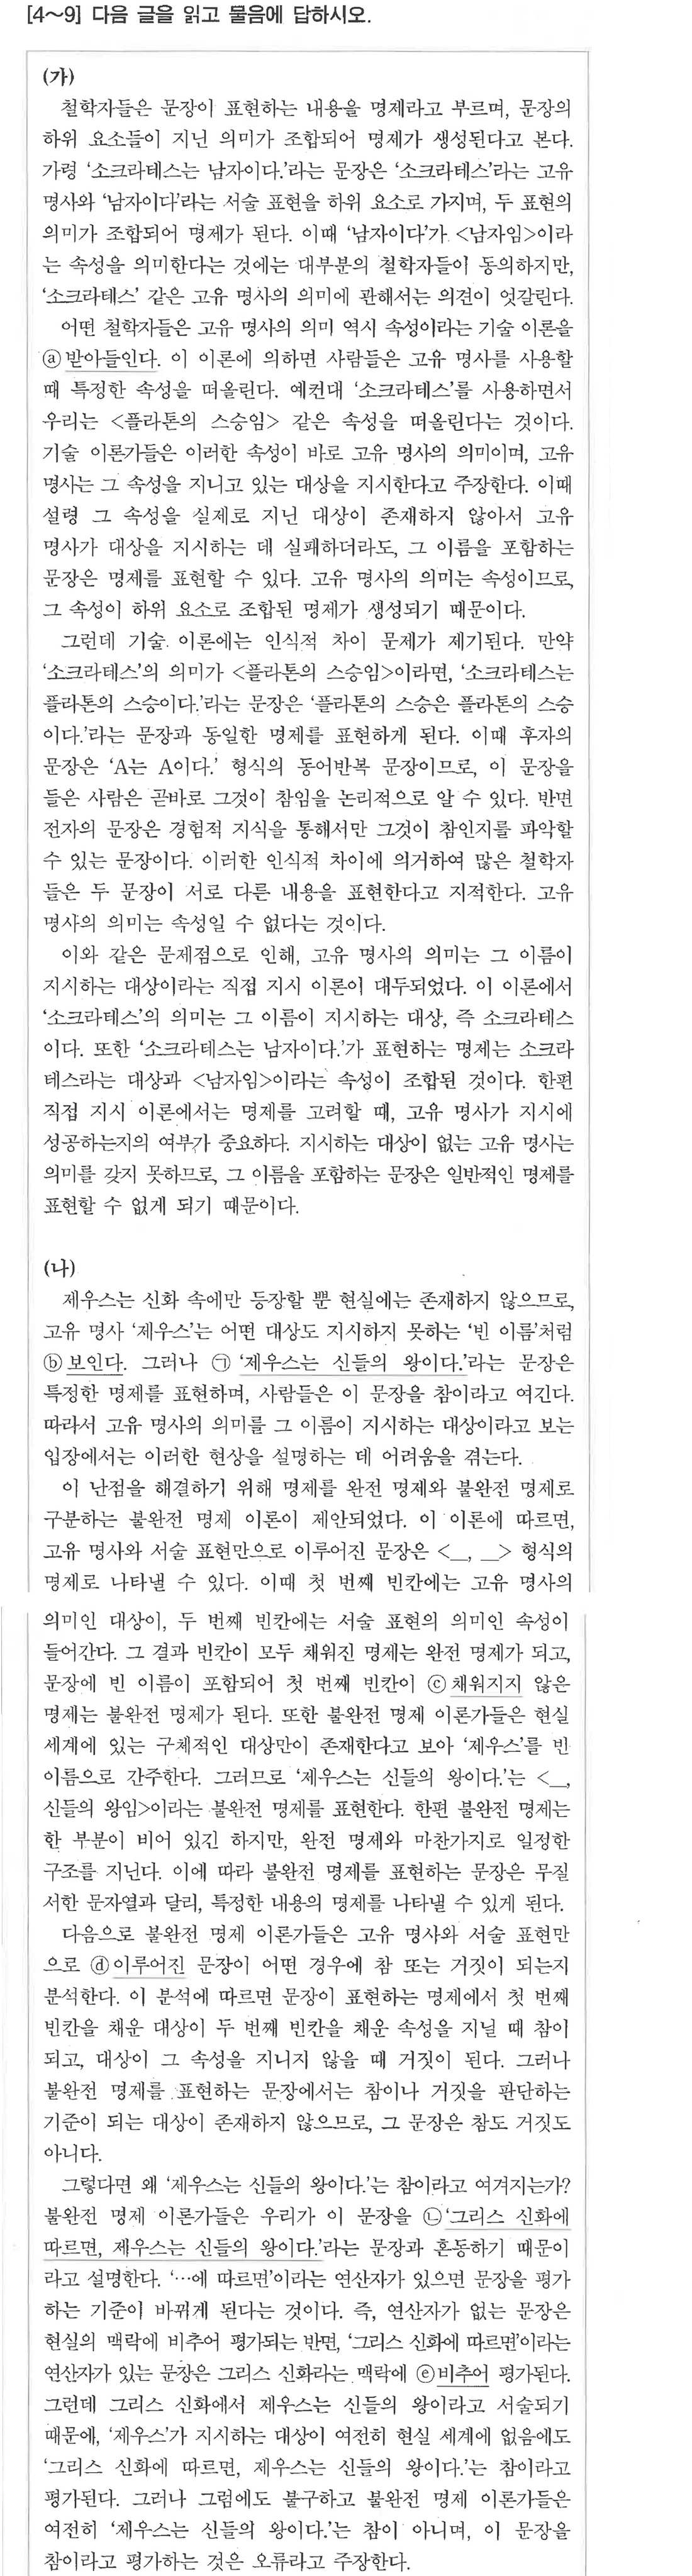 [4~9] 다음 글을 읽고 물음에 답하시오.
(가)
철학자들은 문장이 표현하는 내용을 명제라고 부르며, 문장의
하위 요소들이 지닌 의미가 조합되어 명제가 생성된다고 본다.
가령 ‘소크라테스는 남자이다.’라는 문장은 ‘소크라테스’라는 고유
명사와 ‘남자이다’라는 서술 표현을 하위 요소로 가지며, 두 표현의
의미가 조합되어 명제가 된다. 이때 ‘남자이다’가 <남자임>이라
는 속성을 의미한다는 것에는 대부분의 철학자들이 동의하지만,
‘소크라테스’ 같은 고유 명사의 의미에 관해서는 의견이 엇갈린다.
어떤 철학자들은 고유 명사의 의미 역시 속성이라는 기술 이론을
ⓐ받아들인다. 이 이론에 의하면 사람들은 고유 명사를 사용할
때 특정한 속성을 떠올린다. 예컨대 ‘소크라테스’를 사용하면서
우리는 <플라톤의 스승임> 같은 속성을 떠올린다는 것이다.
기술 이론가들은 이러한 속성이 바로 고유 명사의 의미이며, 고유
명사는 그 속성을 지니고 있는 대상을 지시한다고 주장한다. 이때
설령 그 속성을 실제로 지닌 대상이 존재하지 않아서 고유
명사가 대상을 지시하는 데 실패하더라도, 그 이름을 포함하는
문장은 명제를 표현할 수 있다. 고유 명사의 의미는 속성이므로,
그 속성이 하위 요소로 조합된 명제가 생성되기 때문이다.
그런데 기술 이론에는 인식적 차이 문제가 제기된다. 만약
‘소크라테스’의 의미가 <플라톤의 스승임>이라면, ‘소크라테스는
플라톤의 스승이다.’라는 문장은 ‘플라톤의 스승은 플라톤의 스승
이다.’라는 문장과 동일한 명제를 표현하게 된다. 이때 후자의
문장은 ‘A는 A이다.’ 형식의 동어반복 문장이므로, 이 문장을
들은 사람은 곧바로 그것이 참임을 논리적으로 알 수 있다. 반면
전자의 문장은 경험적 지식을 통해서만 그것이 참인지를 파악할
수 있는 문장이다. 이러한 인식적 차이에 의거하여 많은 철학자
들은 두 문장이 서로 다른 내용을 표현한다고 지적한다. 고유
명사의 의미는 속성일 수 없다는 것이다.
이와 같은 문제점으로 인해, 고유 명사의 의미는 그 이름이
지시하는 대상이라는 직접 지시 이론이 대두되었다. 이 이론에서
‘소크라테스’의 의미는 그 이름이 지시하는 대상, 즉 소크라테스
이다. 또한 ‘소크라테스는 남자이다.’가 표현하는 명제는 소크라
테스라는 대상과 <남자임>이라는 속성이 조합된 것이다. 한편
직접 지시 이론에서는 명제를 고려할 때, 고유 명사가 지시에
성공하는지의 여부가 중요하다. 지시하는 대상이 없는 고유 명사는
의미를 갖지 못하므로, 그 이름을 포함하는 문장은 일반적인 명제를
표현할 수 없게 되기 때문이다.
(나)
제우스는 신화 속에만 등장할 뿐 현실에는 존재하지 않으므로,
고유 명사 ‘제우스’는 어떤 대상도 지시하지 못하는 ‘빈 이름’처럼
ⓑ보인다. 그러나 ㉠‘제우스는 신들의 왕이다.’라는 문장은
특정한 명제를 표현하며, 사람들은 이 문장을 참이라고 여긴다.
따라서 고유 명사의 의미를 그 이름이 지시하는 대상이라고 보는
입장에서는 이러한 현상을 설명하는 데 어려움을 겪는다.
이 난점을 해결하기 위해 명제를 완전 명제와 불완전 명제로
구분하는 불완전 명제 이론이 제안되었다. 이 이론에 따르면,
고유 명사와 서술 표현만으로 이루어진 문장은 <__, __> 형식의
명제로 나타낼 수 있다. 이때 첫 번째 빈칸에는 고유 명사의
의미인 대상이, 두 번째 빈칸에는 서술 표현의 의미인 속성이
들어간다. 그 결과 빈칸이 모두 채워진 명제는 완전 명제가 되고,
문장에 빈 이름이 포함되어 첫 번째 빈칸이 ⓒ채워지지 않은
명제는 불완전 명제가 된다. 또한 불완전 명제 이론가들은 현실
세계에 있는 구체적인 대상만이 존재한다고 보아 ‘제우스’를 빈
이름으로 간주한다. 그러므로 ‘제우스는 신들의 왕이다.’는 <__,
신들의 왕임>이라는 불완전 명제를 표현한다. 한편 불완전 명제는
한 부분이 비어 있긴 하지만, 완전 명제와 마찬가지로 일정한
구조를 지닌다. 이에 따라 불완전 명제를 표현하는 문장은 무질
서한 문자열과 달리, 특정한 내용의 명제를 나타낼 수 있게 된다.
다음으로 불완전 명제 이론가들은 고유 명사와 서술 표현만
으로 ⓓ이루어진 문장이 어떤 경우에 참 또는 거짓이 되는지
분석한다. 이 분석에 따르면 문장이 표현하는 명제에서 첫 번째
빈칸을 채운 대상이 두 번째 빈칸을 채운 속성을 지닐 때 참이
되고, 대상이 그 속성을 지니지 않을 때 거짓이 된다. 그러나
불완전 명제를 표현하는 문장에서는 참이나 거짓을 판단하는
기준이 되는 대상이 존재하지 않으므로, 그 문장은 참도 거짓도
아니다.
그렇다면 왜 ‘제우스는 신들의 왕이다.’는 참이라고 여겨지는가?
불완전 명제 이론가들은 우리가 이 문장을 ㉡‘그리스 신화에
따르면, 제우스는 신들의 왕이다.’라는 문장과 혼동하기 때문이
라고 설명한다. ‘…에 따르면’이라는 연산자가 있으면 문장을 평가
하는 기준이 바뀌게 된다는 것이다. 즉, 연산자가 없는 문장은
현실의 맥락에 비추어 평가되는 반면, ‘그리스 신화에 따르면’이라는
연산자가 있는 문장은 그리스 신화라는 맥락에 ⓔ비추어 평가된다.
그런데 그리스 신화에서 제우스는 신들의 왕이라고 서술되기
때문에, ‘제우스’가 지시하는 대상이 여전히 현실 세계에 없음에도
‘그리스 신화에 따르면, 제우스는 신들의 왕이다.’는 참이라고
평가된다. 그러나 그럼에도 불구하고 불완전 명제 이론가들은
여전히 ‘제우스는 신들의 왕이다.’는 참이 아니며, 이 문장을
참이라고 평가하는 것은 오류라고 주장한다.